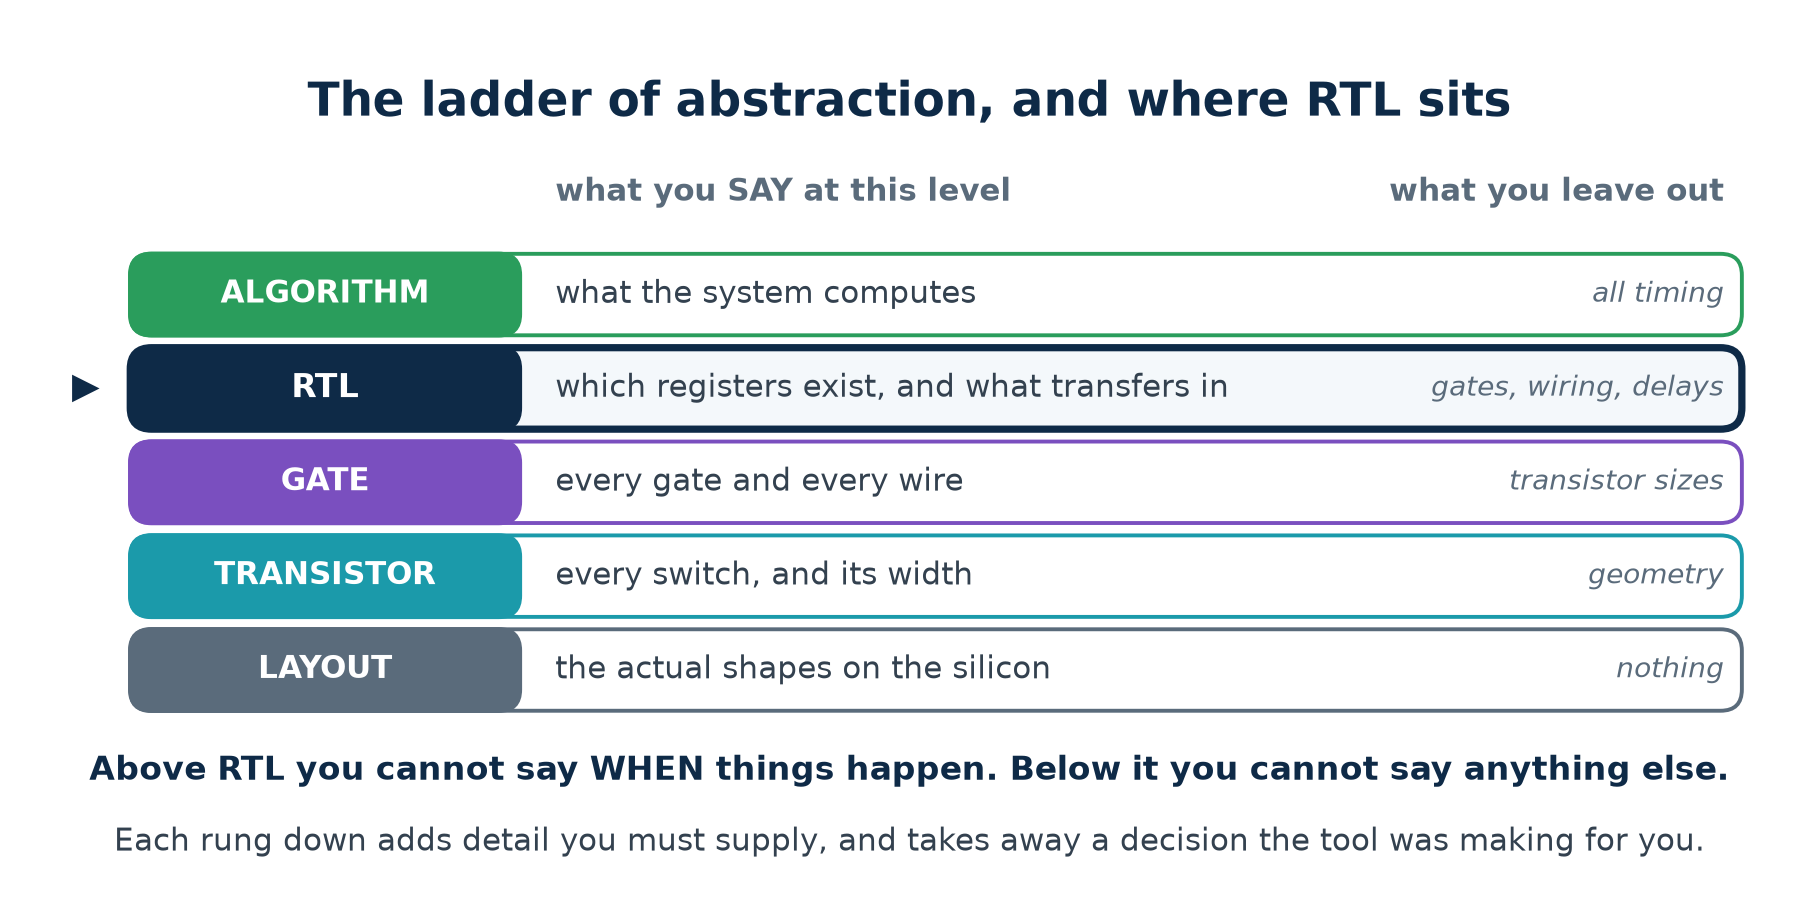 The ladder of abstraction, and where RTL sits
what you SAY at this level what you leave out
ALGORITHM what the system computes all timing
RTL which registers exist, and what transfers in gates, wiring, delays
GATE every gate and every wire transistor sizes
TRANSISTOR every switch, and its width geometry
LAYOUT the actual shapes on the silicon nothing
Above RTL you cannot say WHEN things happen. Below it you cannot say anything else.
Each rung down adds detail you must supply, and takes away a decision the tool was making for you.